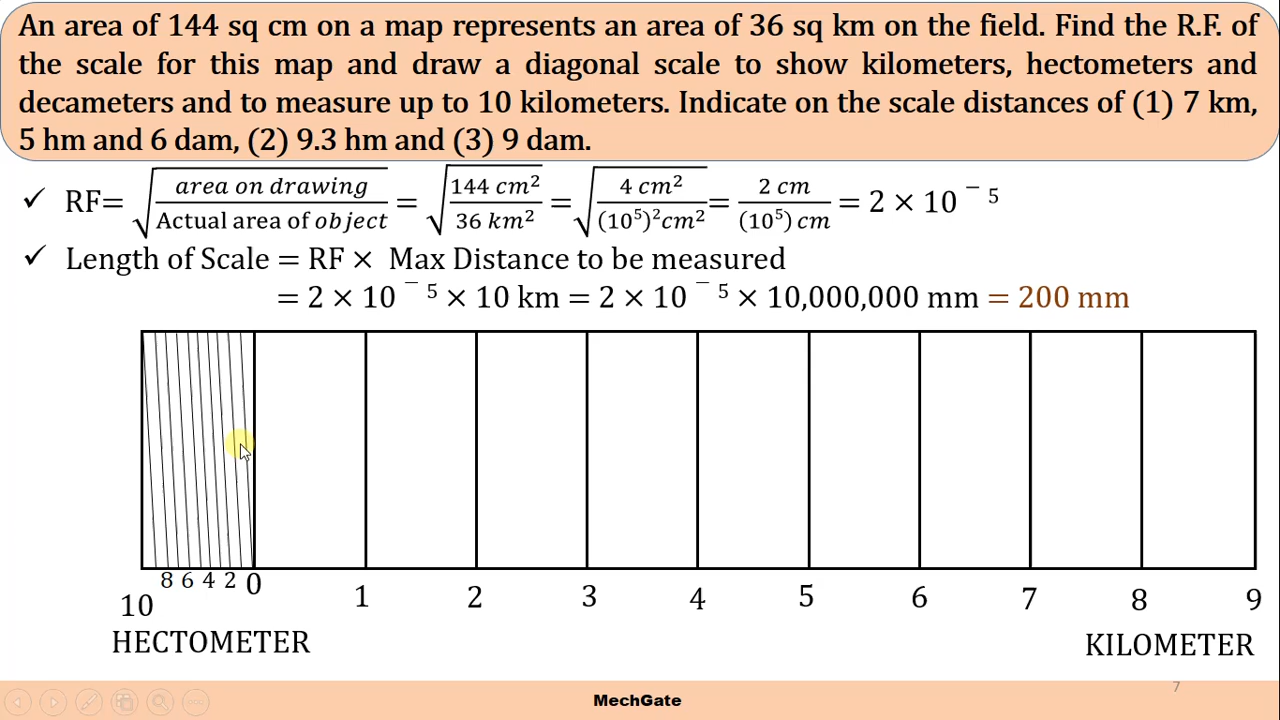 An area of 144 sq cm on a map represents an area of 36 sq km on the field. Find the R.F. of
the scale for this map and draw a diagonal scale to show kilometers, hectometers and
decameters and to measure up to 10 kilometers. Indicate on the scale distances of (1) 7 km,
5 hm and 6 dam, (2) 9.3 hm and (3) 9 dam.
✓ RF= √(area on drawing / Actual area of object) = √(144 cm² / 36 km²) = √(4 cm² / (10⁵)²cm²) = 2 cm / (10⁵) cm = 2 × 10⁻⁵
✓ Length of Scale = RF × Max Distance to be measured
= 2 × 10⁻⁵ × 10 km = 2 × 10⁻⁵ × 10,000,000 mm = 200 mm
10 8 6 4 2 0 1 2 3 4 5 6 7 8 9
HECTOMETER KILOMETER
7
MechGate